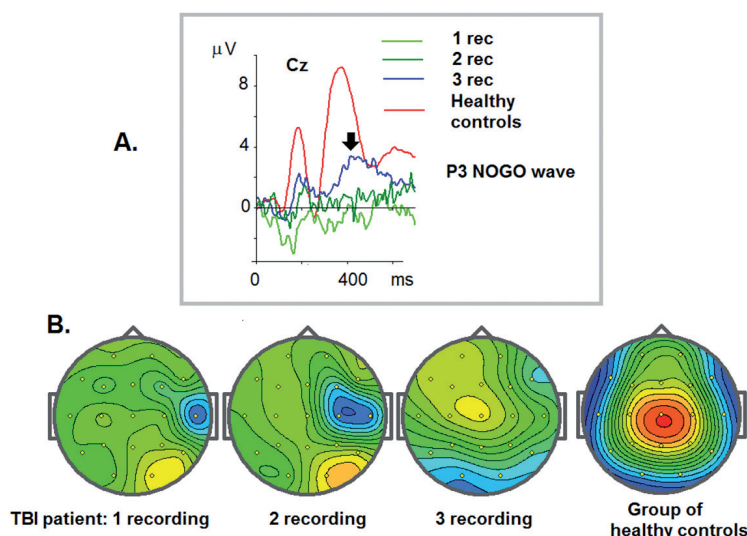 A.
μV
Cz
8
4
0
0
400
ms
1 rec
2 rec
3 rec
Healthy
controls
P3 NOGO wave
B.
TBI patient: 1 recording
2 recording
3 recording
Group of
healthy controls